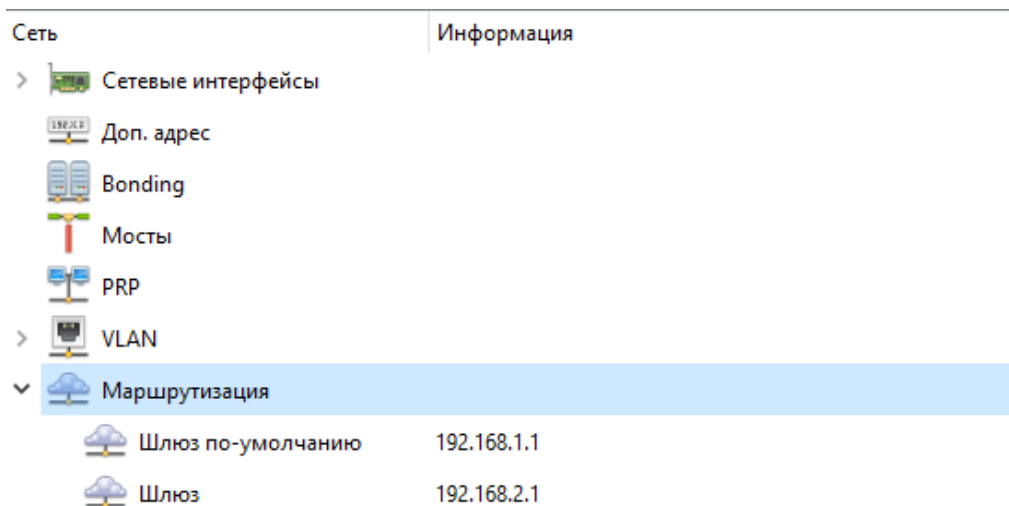 Сеть Информация
Сетевые интерфейсы
Доп. адрес
Bonding
Мосты
PRP
VLAN
Маршрутизация
Шлюз по-умолчанию 192.168.1.1
Шлюз 192.168.2.1